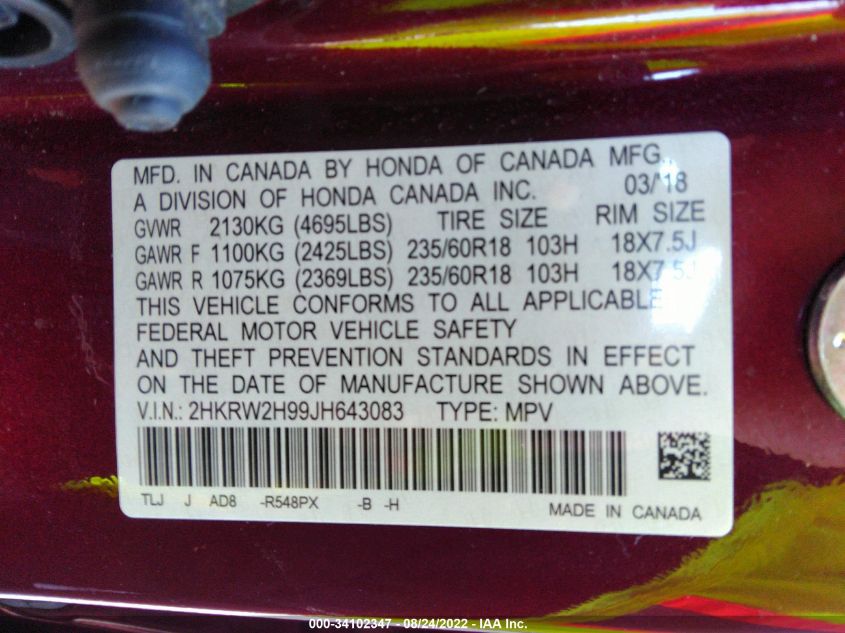 MFD. IN CANADA BY HONDA OF CANADA MFG.,
A DIVISION OF HONDA CANADA INC. 03/'18
GVWR 2130KG (4695LBS) TIRE SIZE RIM SIZE
GAWR F 1100KG (2425LBS) 235/60R18 103H 18X7.5J
GAWR R 1075KG (2369LBS) 235/60R18 103H 18X7.5J
THIS VEHICLE CONFORMS TO ALL APPLICABLE
FEDERAL MOTOR VEHICLE SAFETY
AND THEFT PREVENTION STANDARDS IN EFFECT
ON THE DATE OF MANUFACTURE SHOWN ABOVE.
V.I.N.: 2HKRW2H99JH643083 TYPE: MPV
TLJ J AD8 -R548PX -B -H MADE IN CANADA
000-34102347 - 08/24/2022 - IAA Inc.